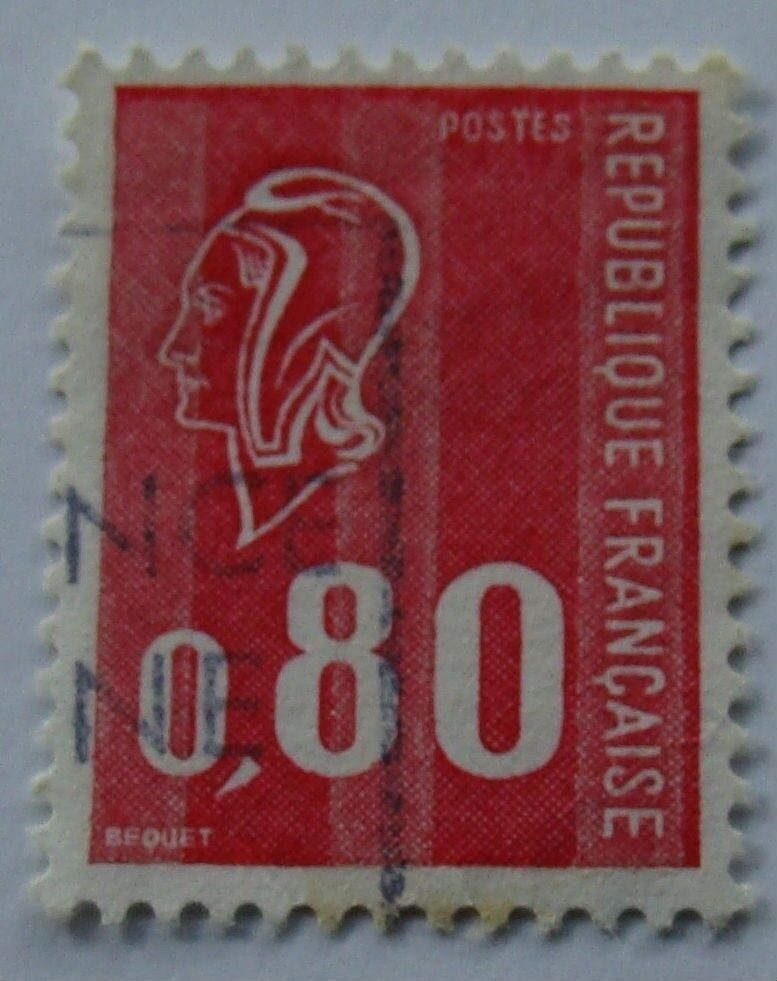 POSTES
REPUBLIQUE FRANÇAISE
0,80
BEQUET